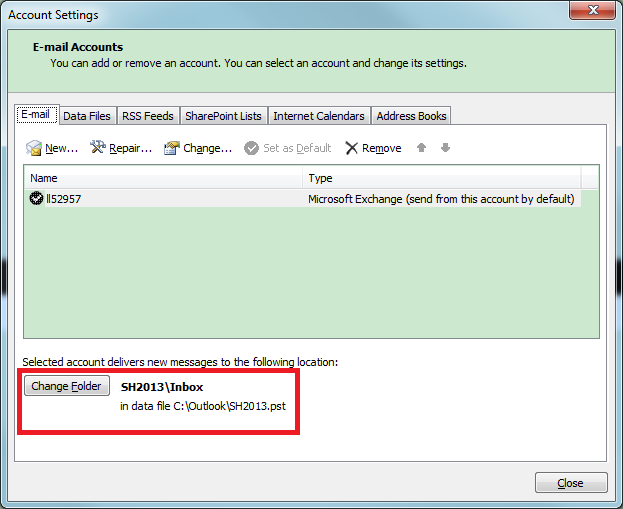 Account Settings
E-mail Accounts
You can add or remove an account. You can select an account and change its settings.
E-mail Data Files RSS Feeds SharePoint Lists Internet Calendars Address Books
New... Repair... Change... Set as Default Remove
Name Type
ll52957 Microsoft Exchange (send from this account by default)
Selected account delivers new messages to the following location:
Change Folder SH2013\Inbox
in data file C:\Outlook\SH2013.pst
Close